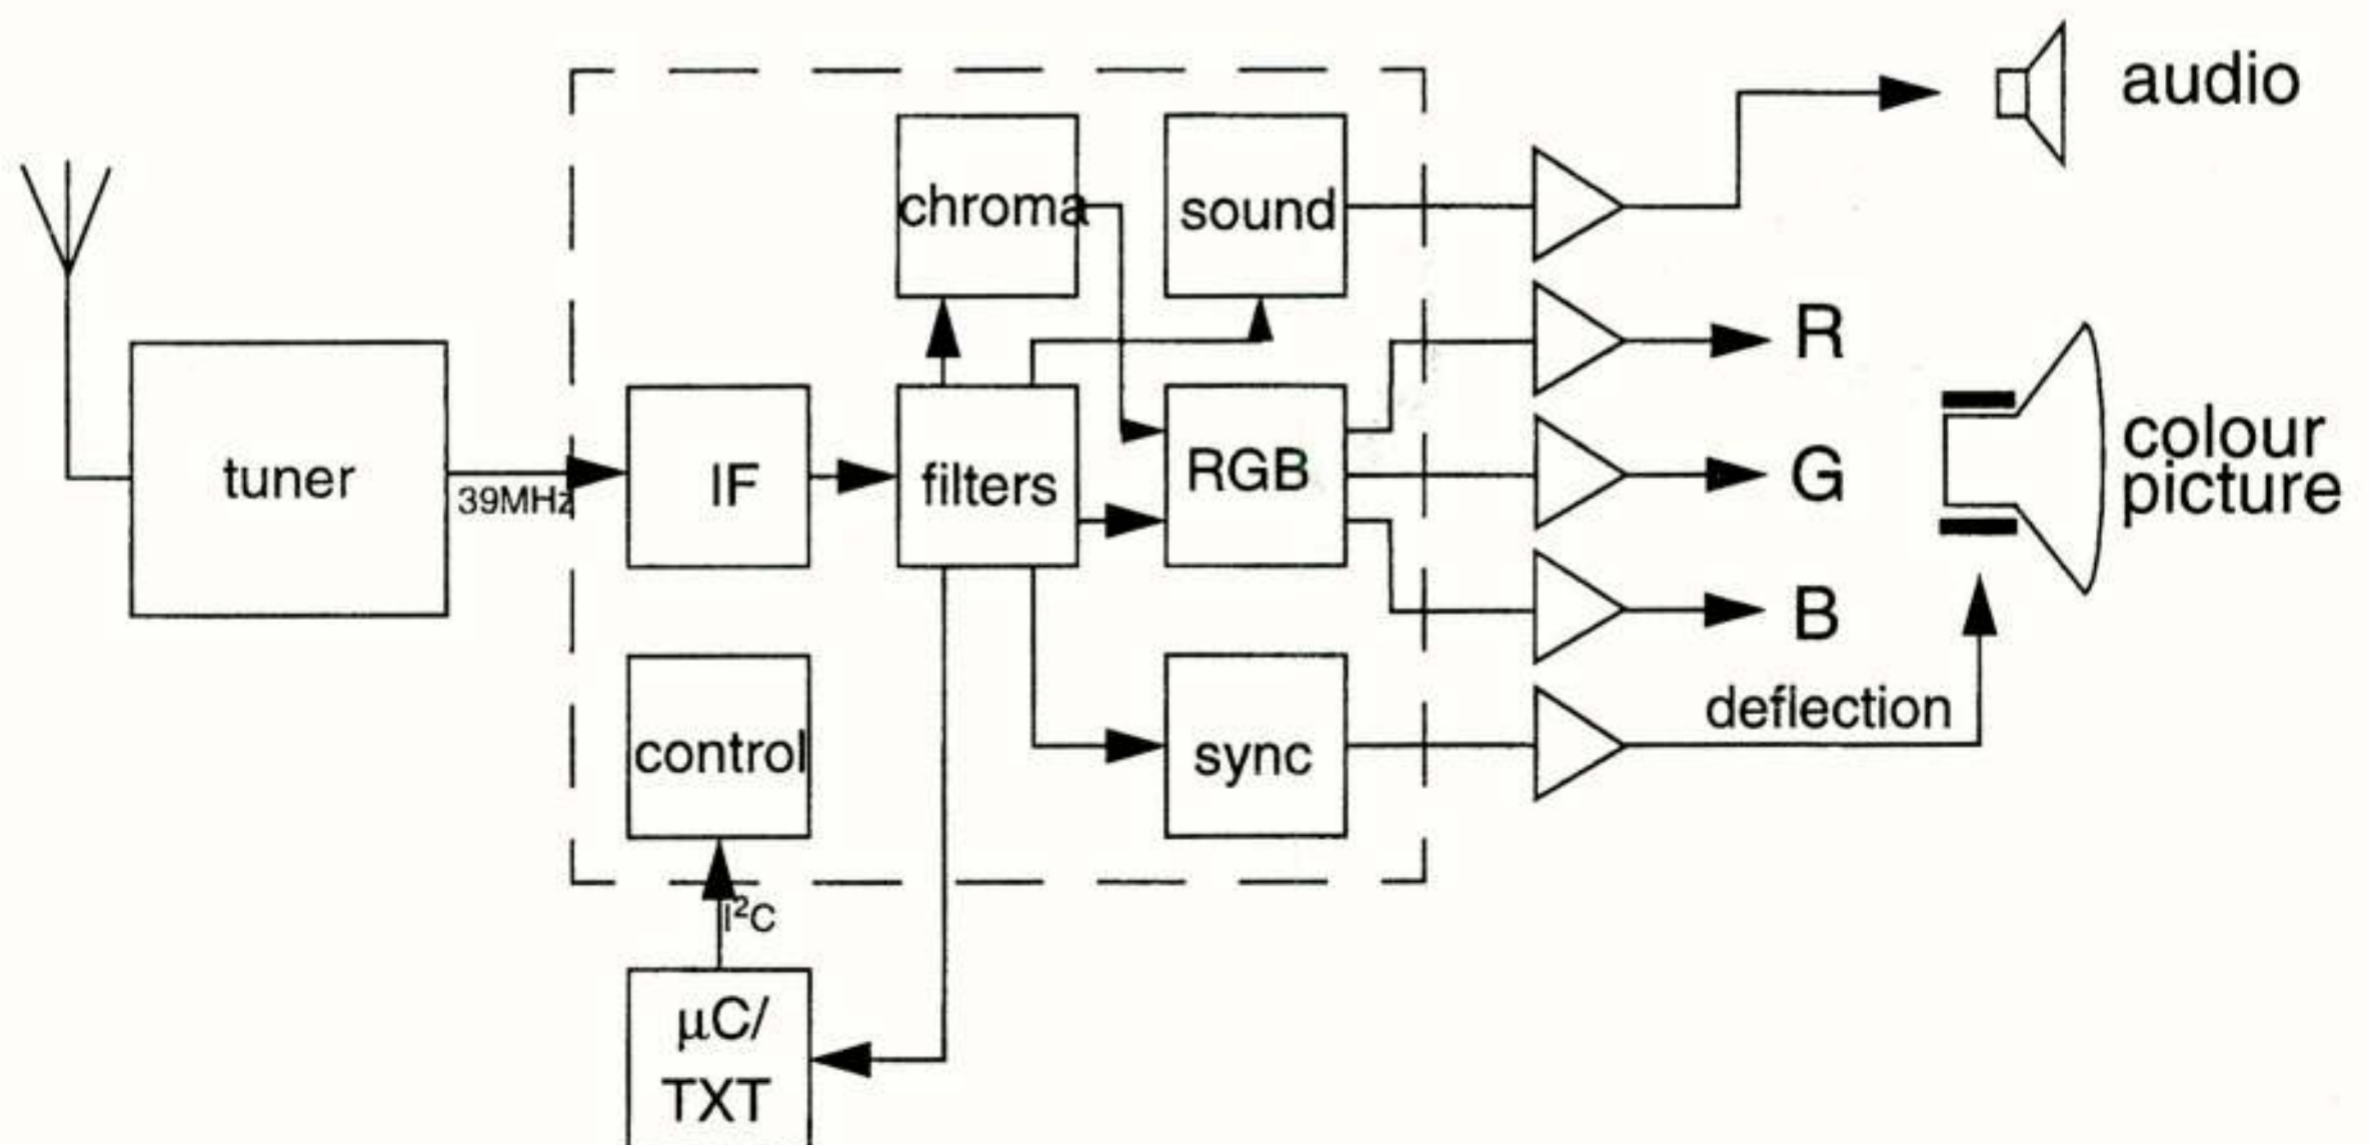 audio
chroma
sound
R
tuner
39MHz
IF
filters
RGB
G
colour
picture
B
control
sync
deflection
I²C
µC/
TXT